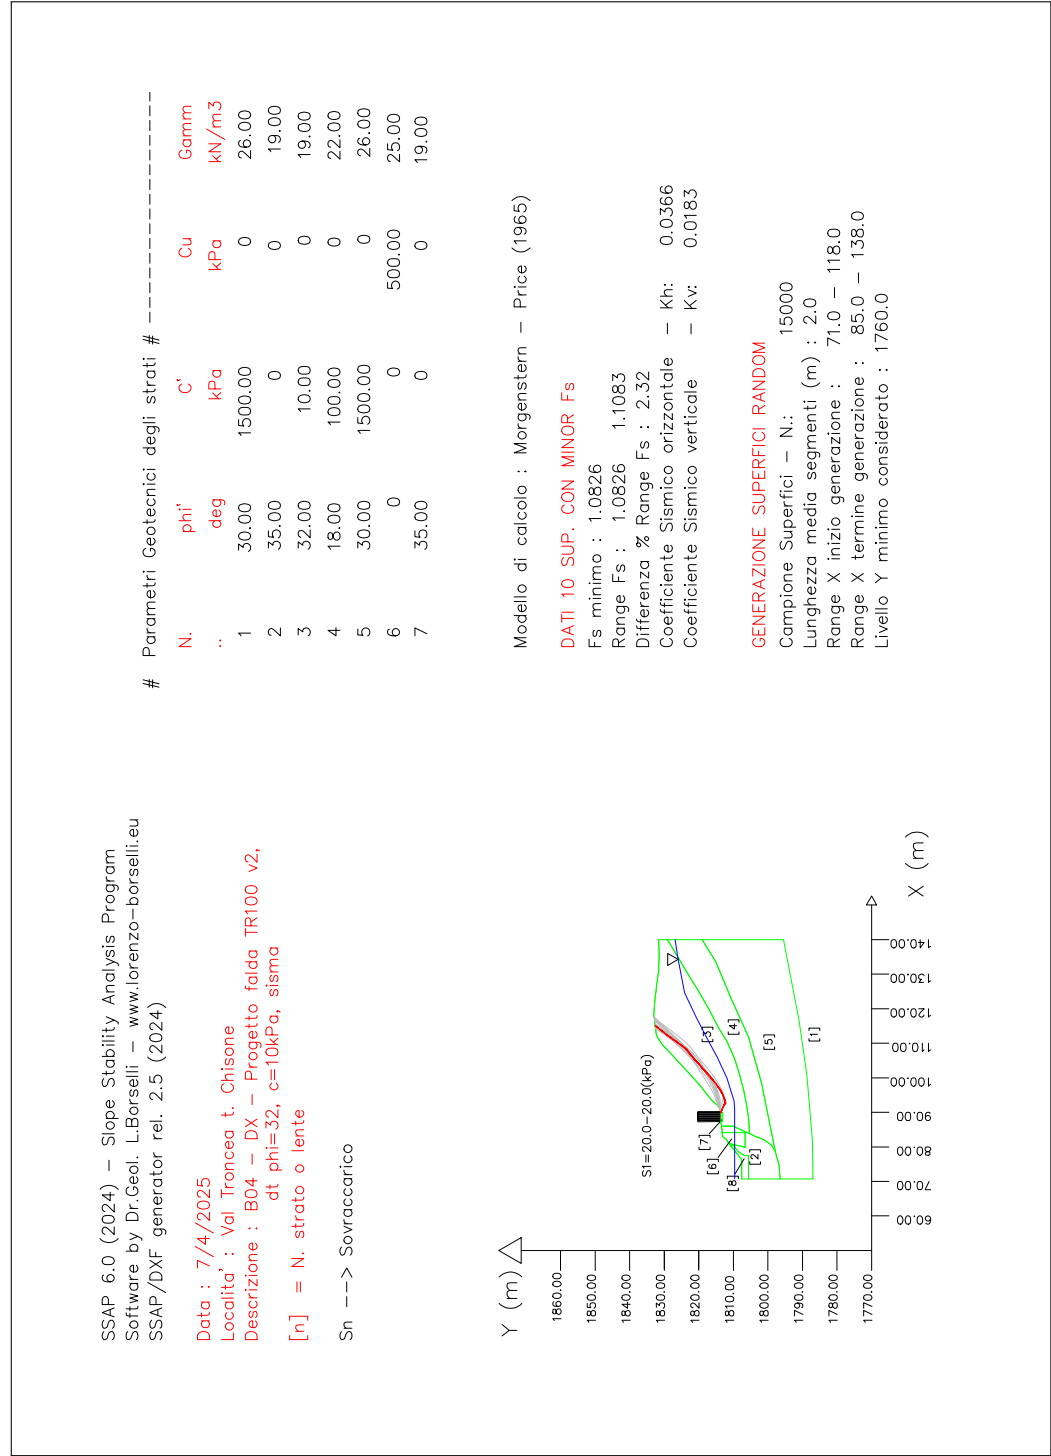 SSAP 6.0 (2024) - Slope Stability Analysis Program
Software by Dr.Geol. L.Borselli - www.lorenzo-borselli.eu
SSAP/DXF generator rel. 2.5 (2024)
Data : 7/4/2025
Localita' : Val Troncea t. Chisone
Descrizione : B04 - DX - Progetto falda TR100 v2,
dt phi=32, c=10kPa, sisma
[n] = N. strato o lente
Sn --> Sovraccarico
# Parametri Geotecnici degli strati # ------------------------
N. phi' C' Cu Gamm
.. deg kPa kPa kN/m3
1 30.00 1500.00 0 26.00
2 35.00 0 0 19.00
3 32.00 10.00 0 19.00
4 18.00 100.00 0 22.00
5 30.00 1500.00 0 26.00
6 0 0 500.00 25.00
7 35.00 0 0 19.00
Modello di calcolo : Morgenstern - Price (1965)
DATI 10 SUP. CON MINOR Fs
Fs minimo : 1.0826
Range Fs : 1.0826 1.1083
Differenza % Range Fs : 2.32
Coefficiente Sismico orizzontale - Kh: 0.0366
Coefficiente Sismico verticale - Kv: 0.0183
GENERAZIONE SUPERFICI RANDOM
Campione Superfici - N.: 15000
Lunghezza media segmenti (m) : 2.0
Range X inizio generazione : 71.0 - 118.0
Range X termine generazione : 85.0 - 138.0
Livello Y minimo considerato : 1760.0
Y (m)
1860.00
1850.00
1840.00
1830.00
1820.00
1810.00
1800.00
1790.00
1780.00
1770.00
S1=20.0-20.0(kPa)
[7]
[6]
[8]
[2]
[3]
[4]
[5]
[1]
60.00
70.00
80.00
90.00
100.00
110.00
120.00
130.00
140.00
X (m)